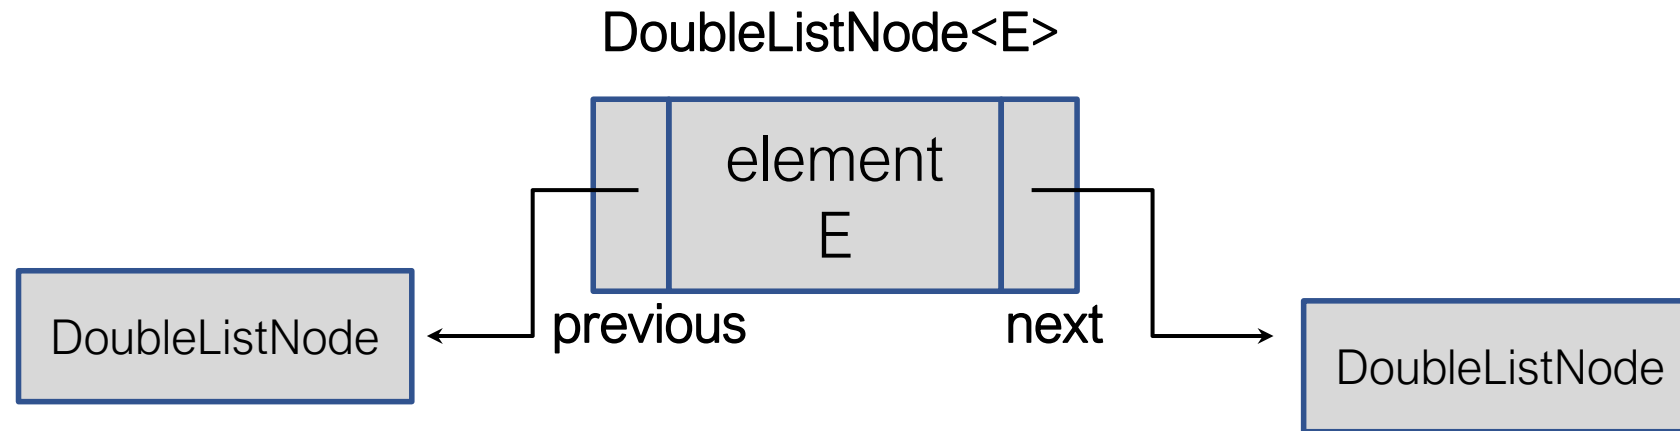 DoubleListNode<E>
element
E
previous
next
DoubleListNode
DoubleListNode